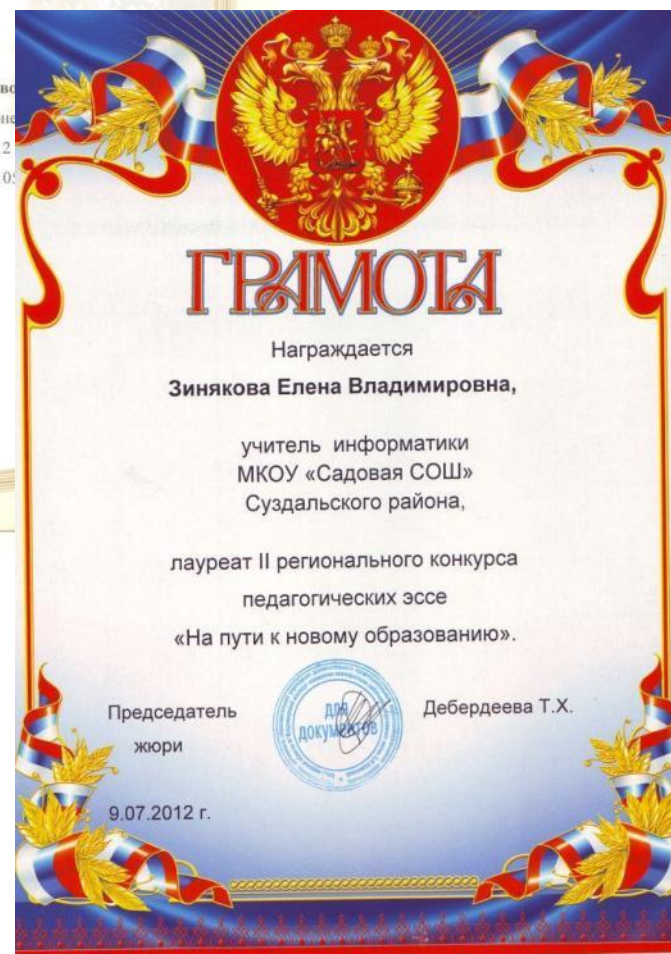 ГРАМОТА
Награждается
Зинякова Елена Владимировна,
учитель информатики
МКОУ «Садовая СОШ»
Суздальского района,
лауреат II регионального конкурса
педагогических эссе
«На пути к новому образованию».
Председатель
жюри
для
документов
Дебердеева Т.Х.
9.07.2012 г.